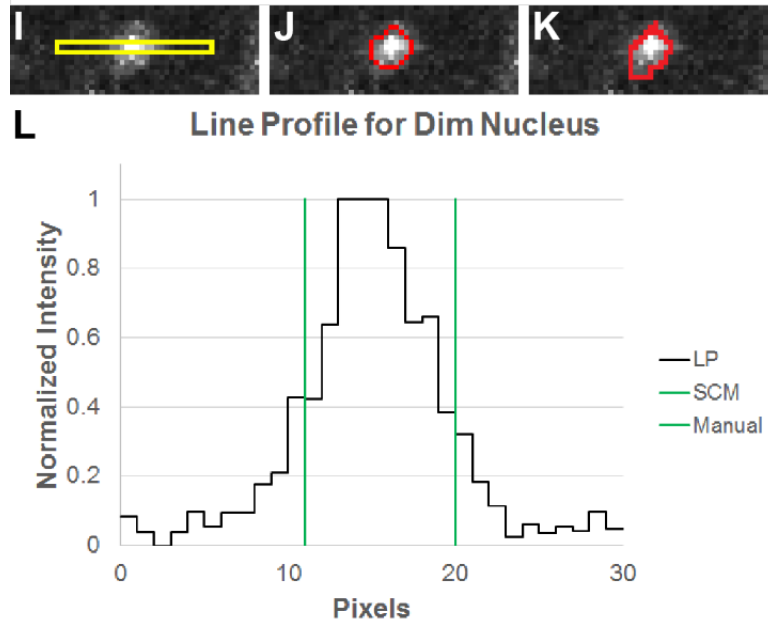 I J K
L Line Profile for Dim Nucleus
Normalized Intensity
1
0.8
0.6
0.4
0.2
0
0 10 20 30
Pixels
LP
SCM
Manual